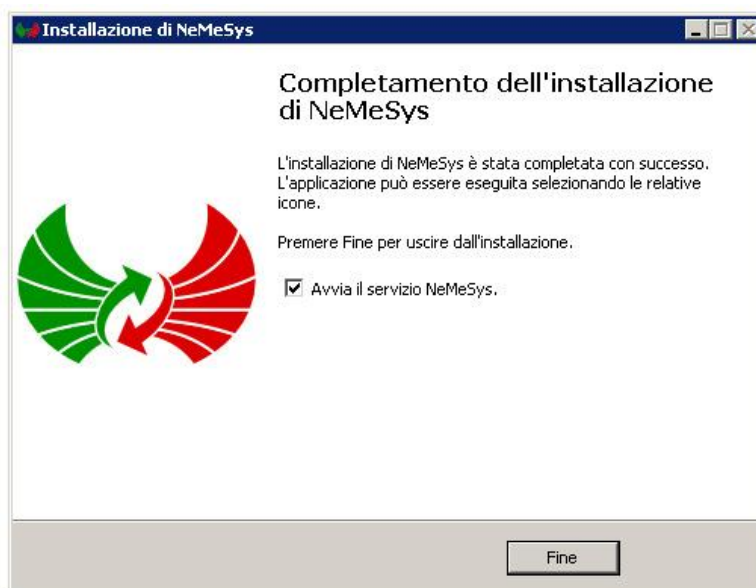 Installazione di NeMeSys
Completamento dell'installazione
di NeMeSys
L'installazione di NeMeSys è stata completata con successo.
L'applicazione può essere eseguita selezionando le relative
icone.
Premere Fine per uscire dall'installazione.
Avvia il servizio NeMeSys.
Fine